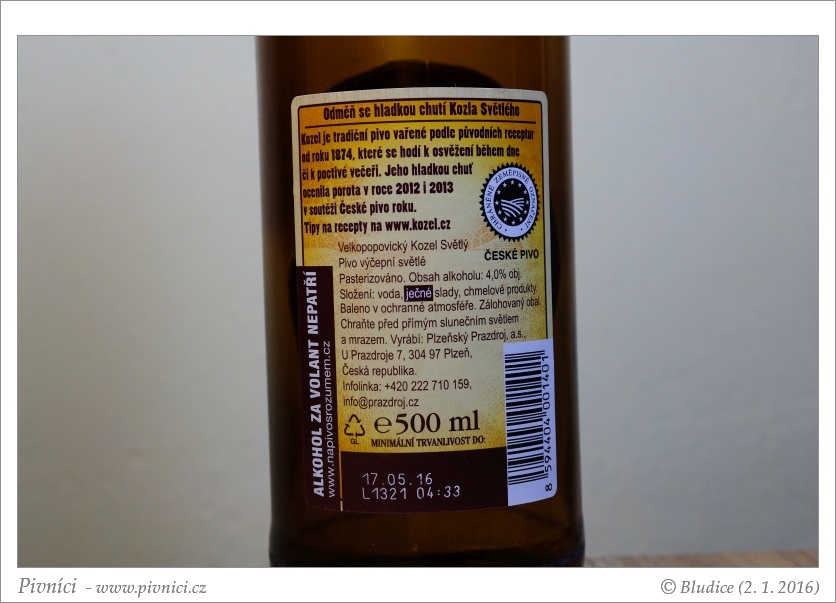 Odměň se hladkou chutí Kozla Světlého
Kozel je tradiční pivo vařené podle původních receptur
od roku 1874, které se hodí k osvěžení během dne
či k poctivé večeři. Jeho hladkou chuť
ocenila porota v roce 2012 i 2013
v soutěži České pivo roku.
Tipy na recepty na www.kozel.cz
CHRÁNĚNÉ ZEMĚPISNÉ OZNAČENÍ
ČESKÉ PIVO
Velkopopovický Kozel Světlý
Pivo výčepní světlé
Pasterizováno. Obsah alkoholu: 4,0% obj.
Složení: voda, ječné slady, chmelové produkty.
Baleno v ochranné atmosféře. Zálohovaný obal.
Chraňte před přímým slunečním světlem
a mrazem. Vyrábí: Plzeňský Prazdroj, a.s.,
U Prazdroje 7, 304 97 Plzeň,
Česká republika.
Infolinka: +420 222 710 159,
info@prazdroj.cz
GL
℮500 ml
MINIMÁLNÍ TRVANLIVOST DO:
17.05.16
L1321 04:33
ALKOHOL ZA VOLANT NEPATŘÍ
www.napivosrozumem.cz
8 594404 001401
Pivníci - www.pivnici.cz
© Bludice (2. 1. 2016)